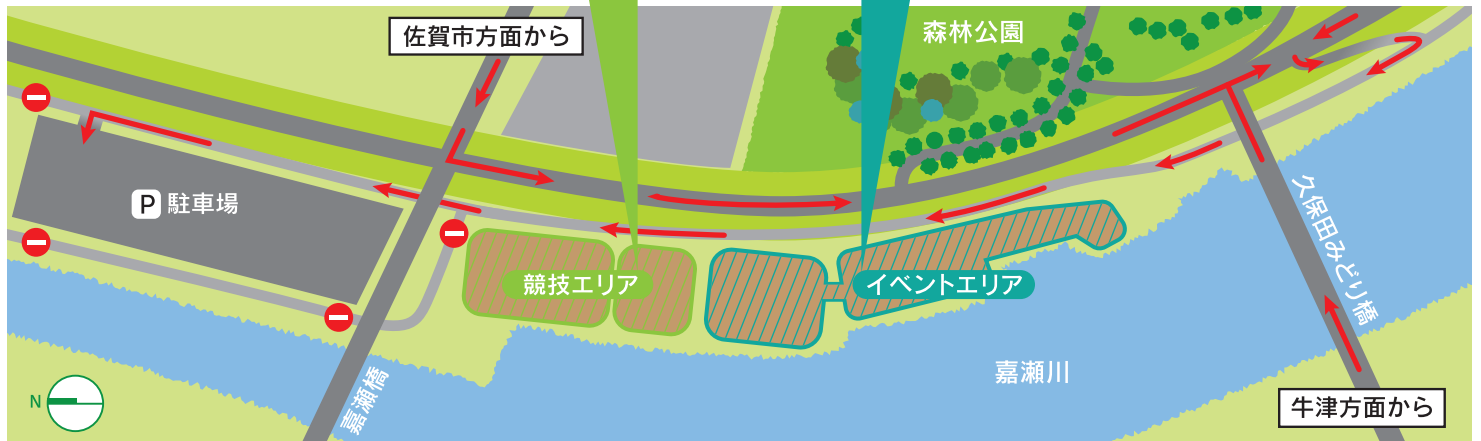 佐賀市方面から
森林公園
P 駐車場
競技エリア
イベントエリア
久保田みどり橋
嘉瀬川
嘉瀬橋
N
牛津方面から